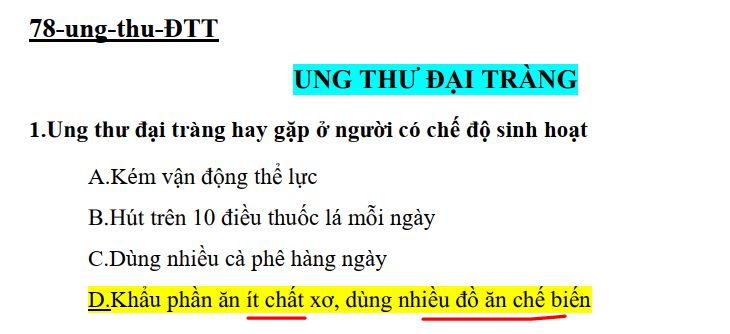 78-ung-thu-ĐTT
UNG THƯ ĐẠI TRÀNG
1.Ung thư đại tràng hay gặp ở người có chế độ sinh hoạt
A.Kém vận động thể lực
B.Hút trên 10 điều thuốc lá mỗi ngày
C.Dùng nhiều cà phê hàng ngày
D.Khẩu phần ăn ít chất xơ, dùng nhiều đồ ăn chế biến